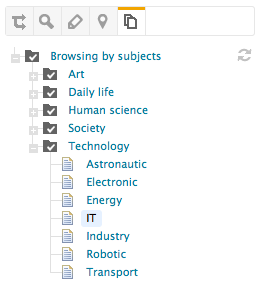 Browsing by subjects
Art
Daily life
Human science
Society
Technology
Astronautic
Electronic
Energy
IT
Industry
Robotic
Transport